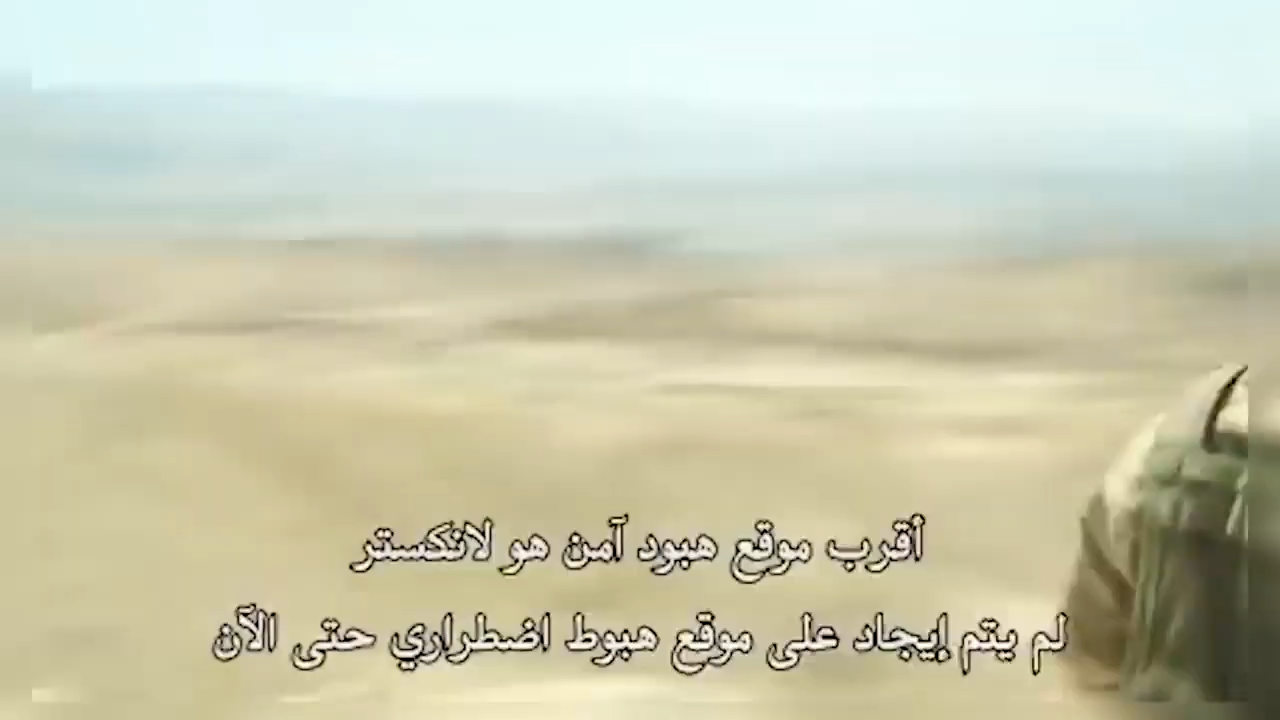 أقرب موقع هبود آمن هو لانكستر
لم يتم إيجاد على موقع هبوط اضطراري حتى الآن